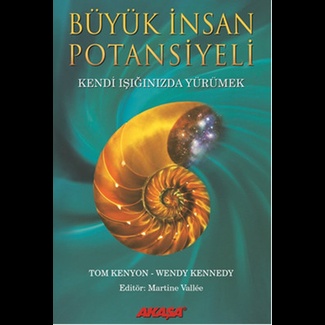 BÜYÜK İNSAN
POTANSİYELİ
KENDİ IŞIĞINIZDA YÜRÜMEK
TOM KENYON - WENDY KENNEDY
Editör: Martine Vallée
AKAŞA